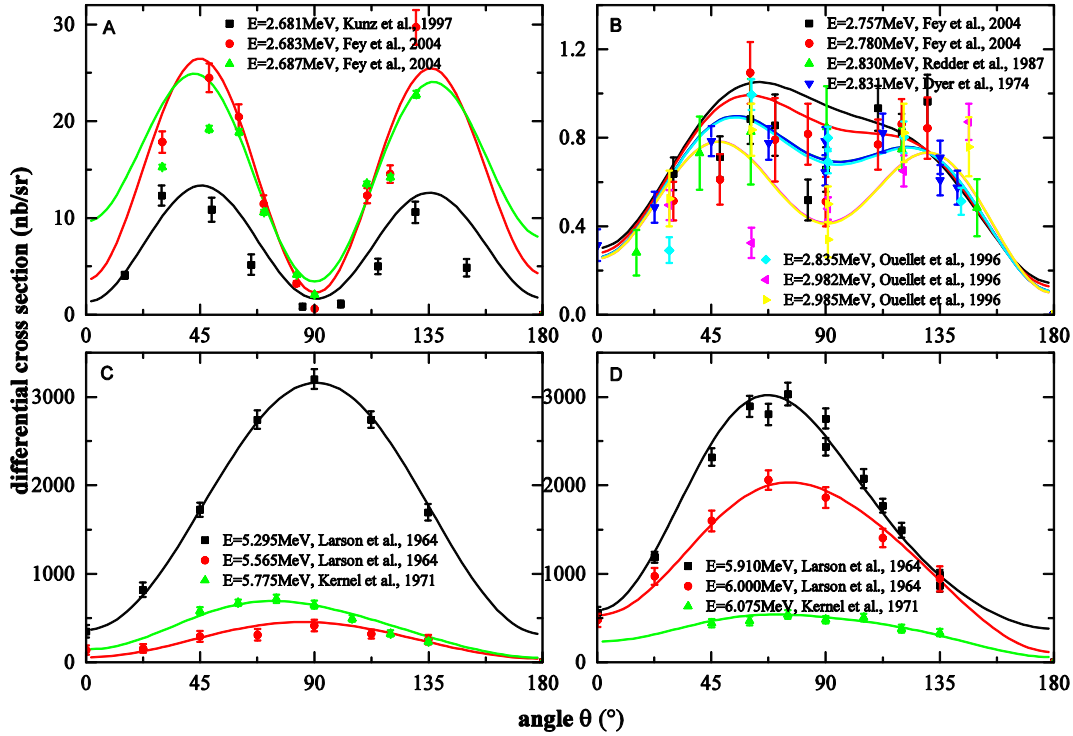 A
E=2.681MeV, Kunz et al., 1997
E=2.683MeV, Fey et al., 2004
E=2.687MeV, Fey et al., 2004
30
20
10
0
0 45 90 135 180
B
E=2.757MeV, Fey et al., 2004
E=2.780MeV, Fey et al., 2004
E=2.830MeV, Redder et al., 1987
E=2.831MeV, Dyer et al., 1974
E=2.835MeV, Ouellet et al., 1996
E=2.982MeV, Ouellet et al., 1996
E=2.985MeV, Ouellet et al., 1996
1.2
0.8
0.4
0.0
0 45 90 135 180
differential cross section (nb/sr)
C
E=5.295MeV, Larson et al., 1964
E=5.565MeV, Larson et al., 1964
E=5.775MeV, Kernel et al., 1971
3000
2000
1000
0
0 45 90 135 180
D
E=5.910MeV, Larson et al., 1964
E=6.000MeV, Larson et al., 1964
E=6.075MeV, Kernel et al., 1971
3000
2000
1000
0
0 45 90 135 180
angle θ (°)